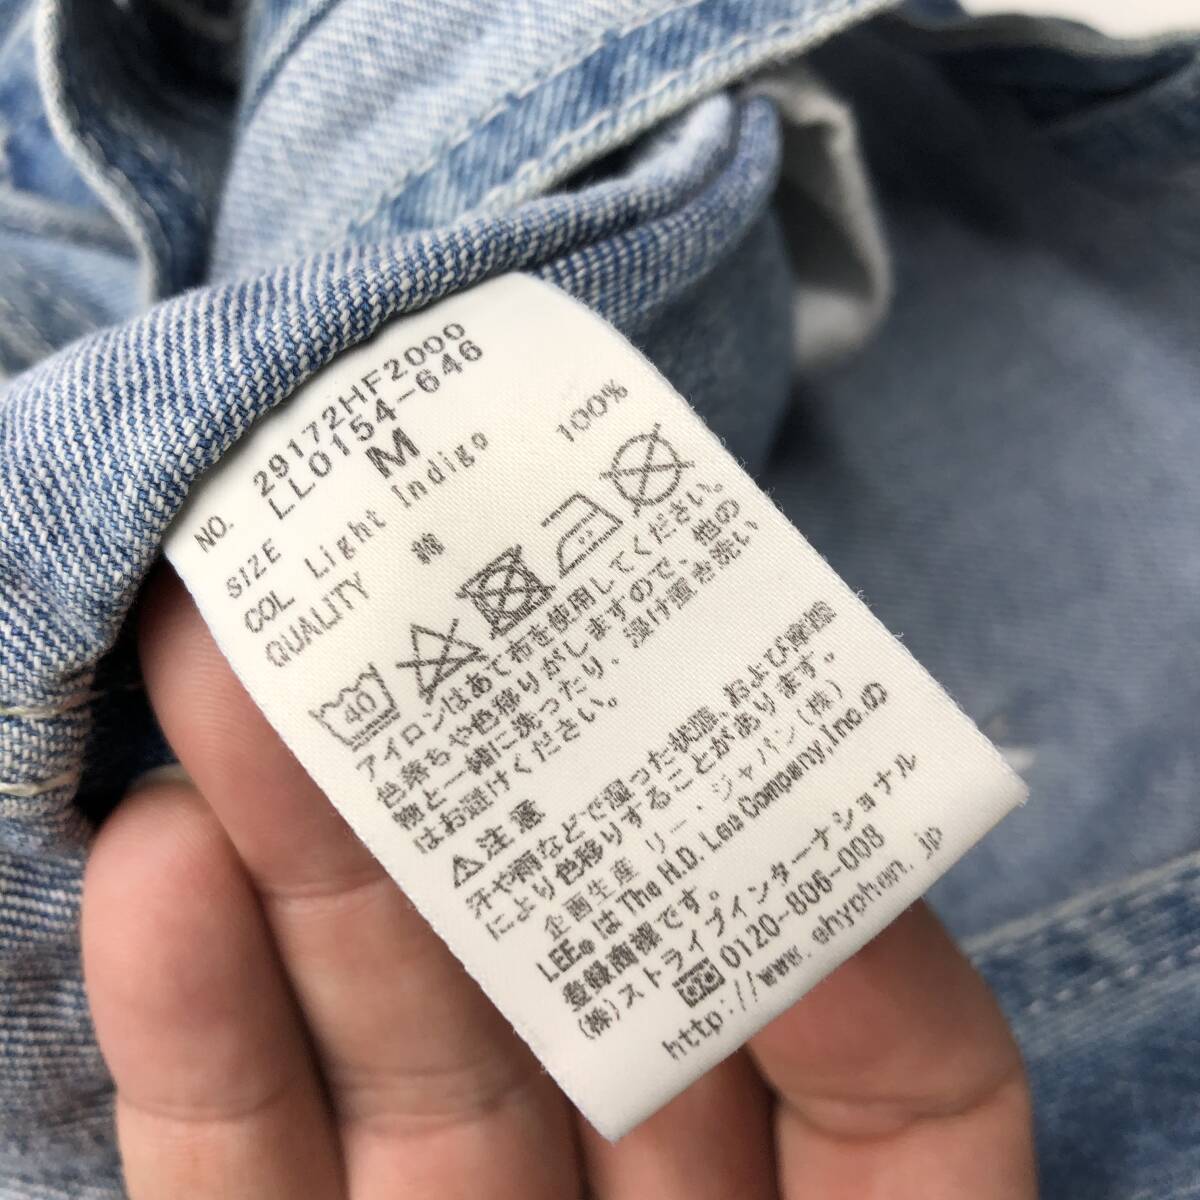 NO. 29172HF2000
LL0154-646
SIZE M
COL Light Indigo
QUALITY 綿 100%
40
アイロンはあて布を使用してください。
色落ちや色移りがしますので、他の
物と一緒に洗ったり、漬け置き洗い
はお避けください。
⚠注意
汗や雨などで湿った状態、および摩擦
により色移りすることがあります。
企画生産 リー・ジャパン(株)
LEE®はThe H.D. Lee Company,Inc.の
登録商標です。
(株)ストライプインターナショナル
0120-806-008
http://www.ehyphen.jp